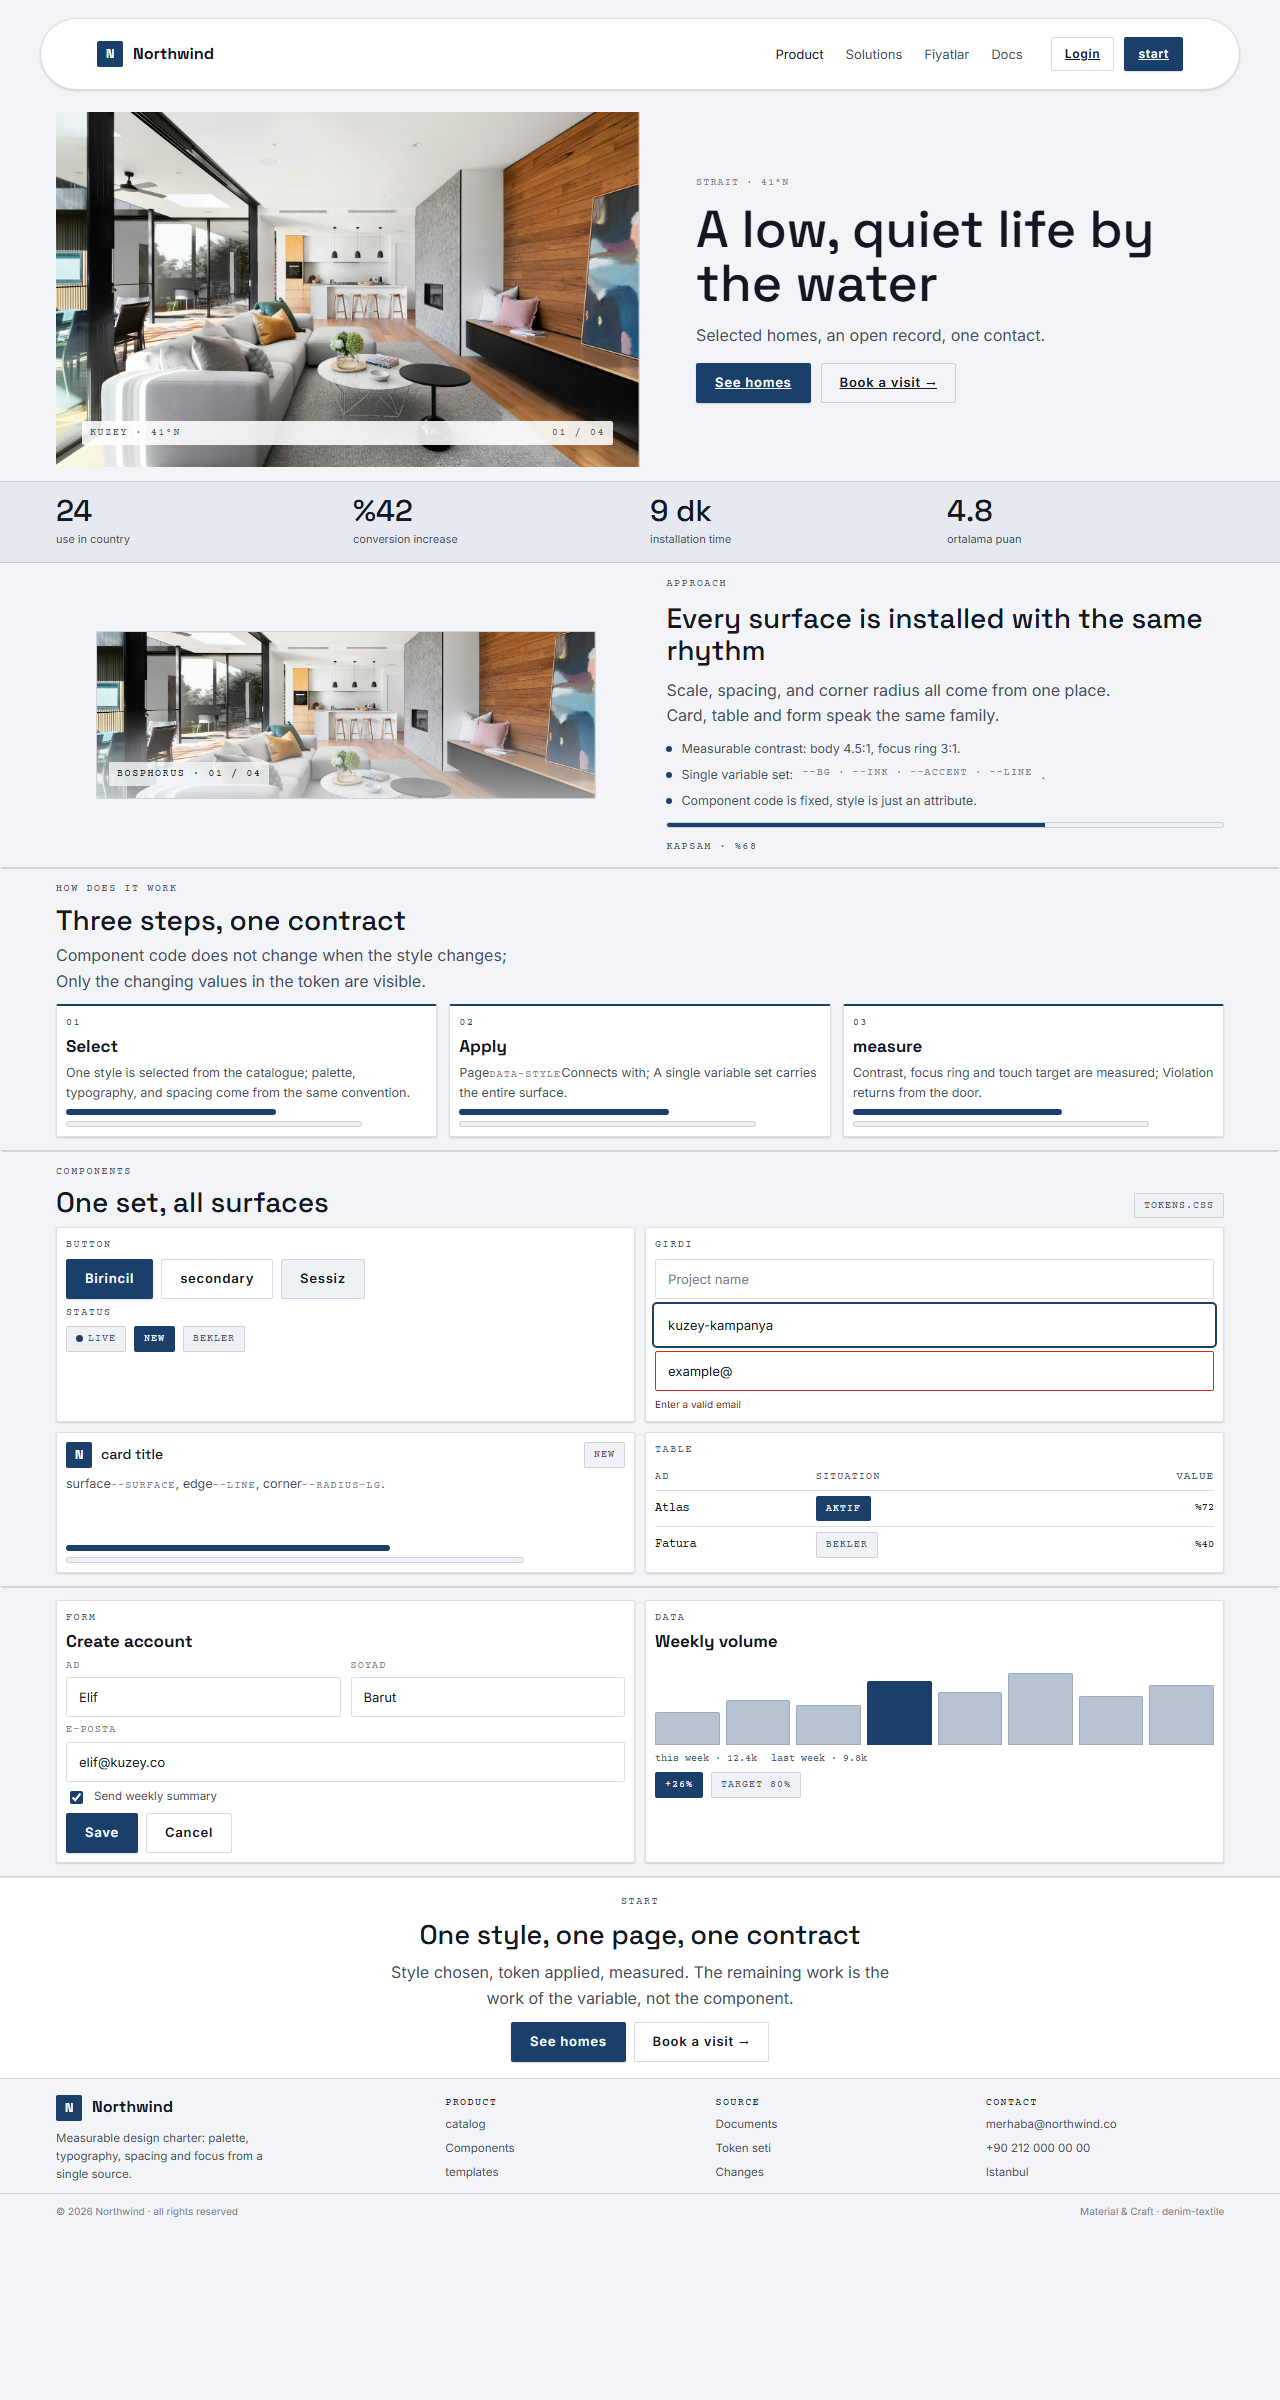 N Northwind
Product Solutions Fiyatlar Docs Login start
STRAIT · 41°N
A low, quiet life by
the water
Selected homes, an open record, one contact.
See homes Book a visit →
KUZEY · 41°N 01 / 04
24 %42 9 dk 4.8
use in country conversion increase installation time ortalama puan
APPROACH
Every surface is installed with the same
rhythm
Scale, spacing, and corner radius all come from one place.
Card, table and form speak the same family.
Measurable contrast: body 4.5:1, focus ring 3:1.
Single variable set: --BG · --INK · --ACCENT · --LINE .
Component code is fixed, style is just an attribute.
KAPSAM · %68
BOSPHORUS · 01 / 04
HOW DOES IT WORK
Three steps, one contract
Component code does not change when the style changes;
Only the changing values in the token are visible.
01
Select
One style is selected from the catalogue; palette,
typography, and spacing come from the same convention.
02
Apply
PageDATA-STYLEConnects with; A single variable set carries
the entire surface.
03
measure
Contrast, focus ring and touch target are measured; Violation
returns from the door.
COMPONENTS
One set, all surfaces
TOKENS.CSS
BUTTON
Birincil secondary Sessiz
STATUS
LIVE NEW BEKLER
GIRDI
Project name
kuzey-kampanya
example@
Enter a valid email
N card title NEW
surface--SURFACE, edge--LINE, corner--RADIUS-LG.
TABLE
AD SITUATION VALUE
Atlas AKTIF %72
Fatura BEKLER %40
FORM
Create account
AD SOYAD
Elif Barut
E-POSTA
elif@kuzey.co
Send weekly summary
Save Cancel
DATA
Weekly volume
this week · 12.4k last week · 9.8k
+26% TARGET 80%
START
One style, one page, one contract
Style chosen, token applied, measured. The remaining work is the
work of the variable, not the component.
See homes Book a visit →
N Northwind
Measurable design charter: palette,
typography, spacing and focus from a
single source.
PRODUCT
catalog
Components
templates
SOURCE
Documents
Token seti
Changes
CONTACT
merhaba@northwind.co
+90 212 000 00 00
Istanbul
© 2026 Northwind · all rights reserved
Material & Craft · denim-textile